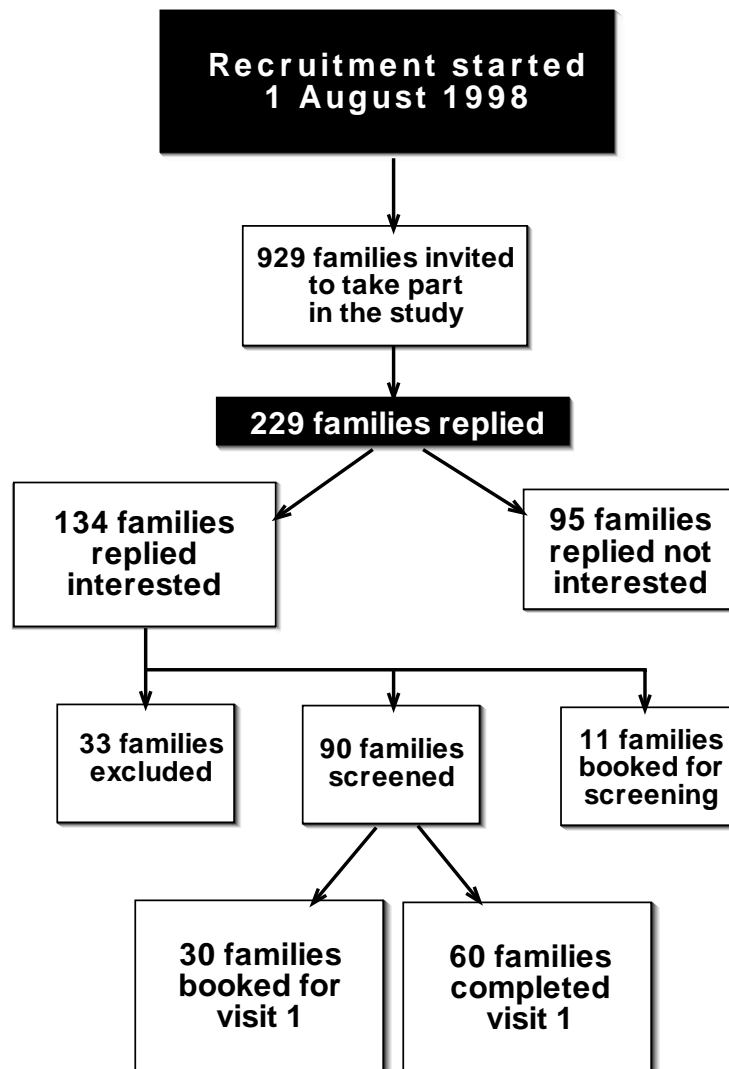 Recruitment started
1 August 1998
929 families invited
to take part
in the study
229 families replied
134 families
replied
interested
95 families
replied not
interested
33 families
excluded
90 families
screened
11 families
booked for
screening
30 families
booked for
visit 1
60 families
completed
visit 1